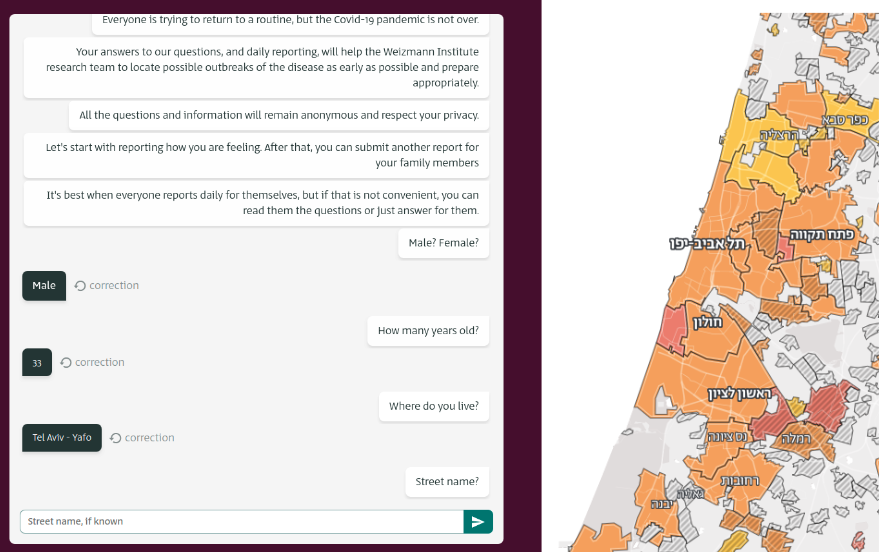 Everyone is trying to return to a routine, but the Covid-19 pandemic is not over.
Your answers to our questions, and daily reporting, will help the Weizmann Institute
research team to locate possible outbreaks of the disease as early as possible and prepare
appropriately.
All the questions and information will remain anonymous and respect your privacy.
Let's start with reporting how you are feeling. After that, you can submit another report for
your family members
It's best when everyone reports daily for themselves, but if that is not convenient, you can
read them the questions or just answer for them.
Male? Female?
Male
correction
How many years old?
33
correction
Where do you live?
Tel Aviv - Yafo
correction
Street name?
Street name, if known
כפר סבא
הרצליה
פתח תקווה
תל אביב-יפו
חולון
ראשון לציון
נס ציונה
רמלה
רחובות
גאליה
יבנה